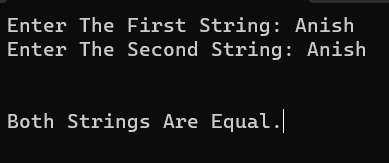 Enter The First String: Anish
Enter The Second String: Anish
Both Strings Are Equal.